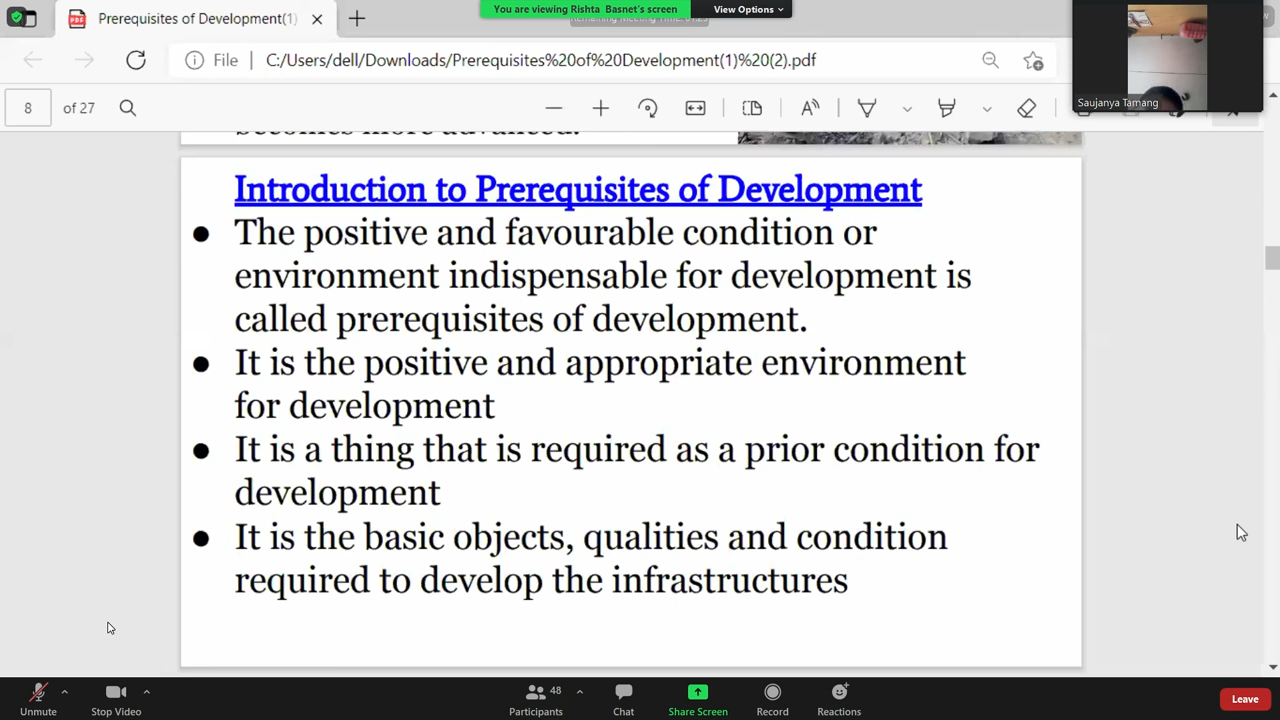 You are viewing Rishta Basnet's screen
View Options
Prerequisites of Development(1)
File
C:/Users/dell/Downloads/Prerequisites%20of%20Development(1)%20(2).pdf
Saujanya Tamang
8 of 27
becomes more advanced.
Introduction to Prerequisites of Development
● The positive and favourable condition or
environment indispensable for development is
called prerequisites of development.
● It is the positive and appropriate environment
for development
● It is a thing that is required as a prior condition for
development
● It is the basic objects, qualities and condition
required to develop the infrastructures
Unmute
Stop Video
Participants 48
Chat
Share Screen
Record
Reactions
Leave